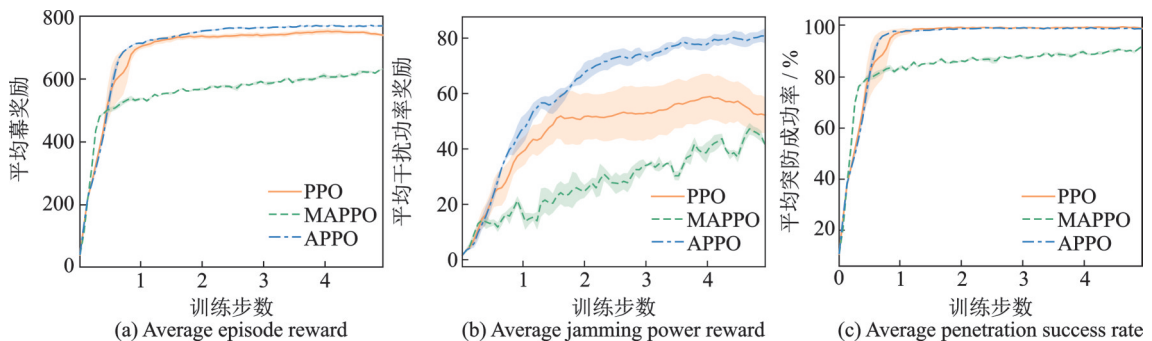 800
600
400
200
0
平均幕奖励
PPO
MAPPO
APPO
1 2 3 4
训练步数
(a) Average episode reward
80
60
40
20
0
平均干扰功率奖励
PPO
MAPPO
APPO
1 2 3 4
训练步数
(b) Average jamming power reward
100
80
60
40
20
平均突防成功率 / %
PPO
MAPPO
APPO
0 1 2 3 4
训练步数
(c) Average penetration success rate